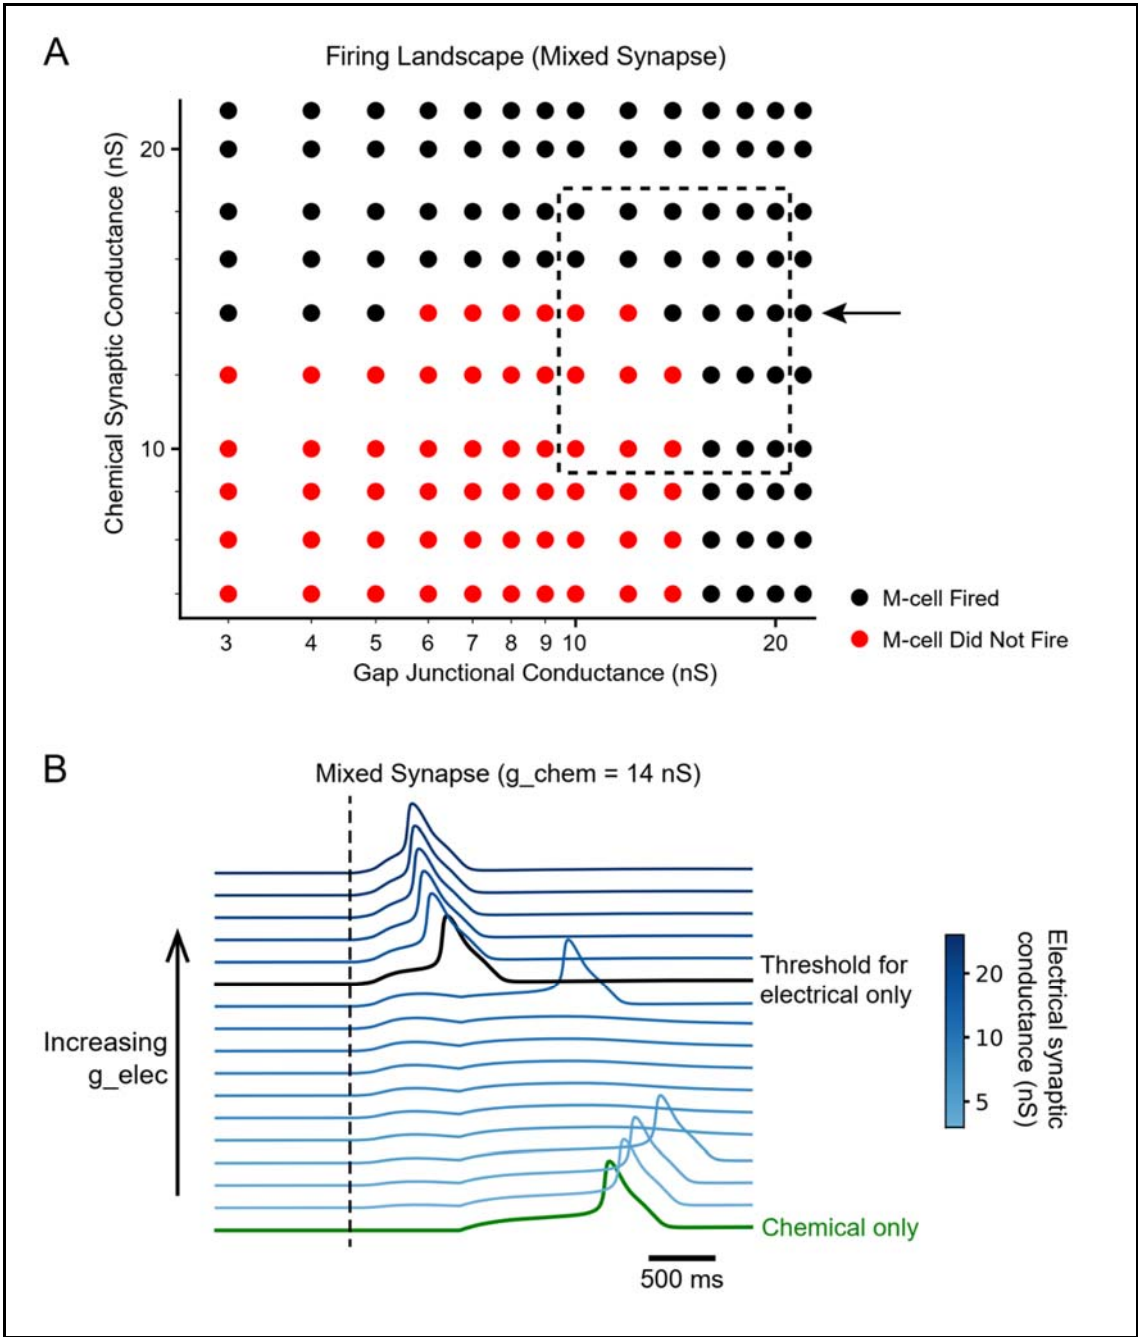 A
Firing Landscape (Mixed Synapse)
Chemical Synaptic Conductance (nS)
20
10
3 4 5 6 7 8 9 10 20
Gap Junctional Conductance (nS)
M-cell Fired
M-cell Did Not Fire
B
Mixed Synapse (g_chem = 14 nS)
Increasing
g_elec
Threshold for
electrical only
Chemical only
500 ms
20
10
5
Electrical synaptic
conductance (nS)